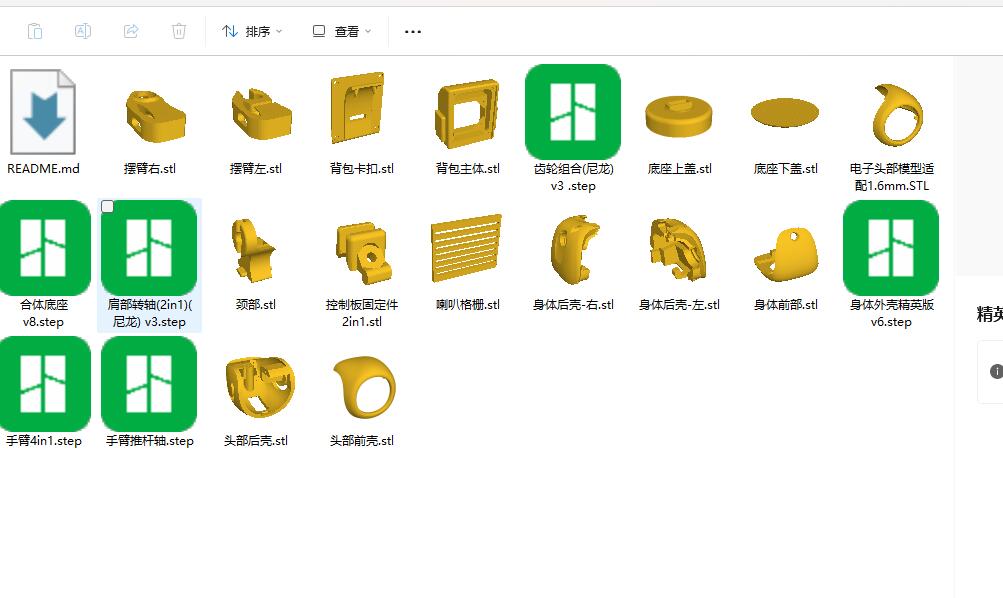 排序
查看
README.md
摆臂右.stl
摆臂左.stl
背包卡扣.stl
背包主体.stl
齿轮组合(尼龙)
v3 .step
底座上盖.stl
底座下盖.stl
电子头部模型适
配1.6mm.STL
合体底座
v8.step
肩部转轴(2in1)(
尼龙) v3.step
颈部.stl
控制板固定件
2in1.stl
喇叭格栅.stl
身体后壳-右.stl
身体后壳-左.stl
身体前部.stl
身体外壳精英版
v6.step
精英
手臂4in1.step
手臂推杆轴.step
头部后壳.stl
头部前壳.stl